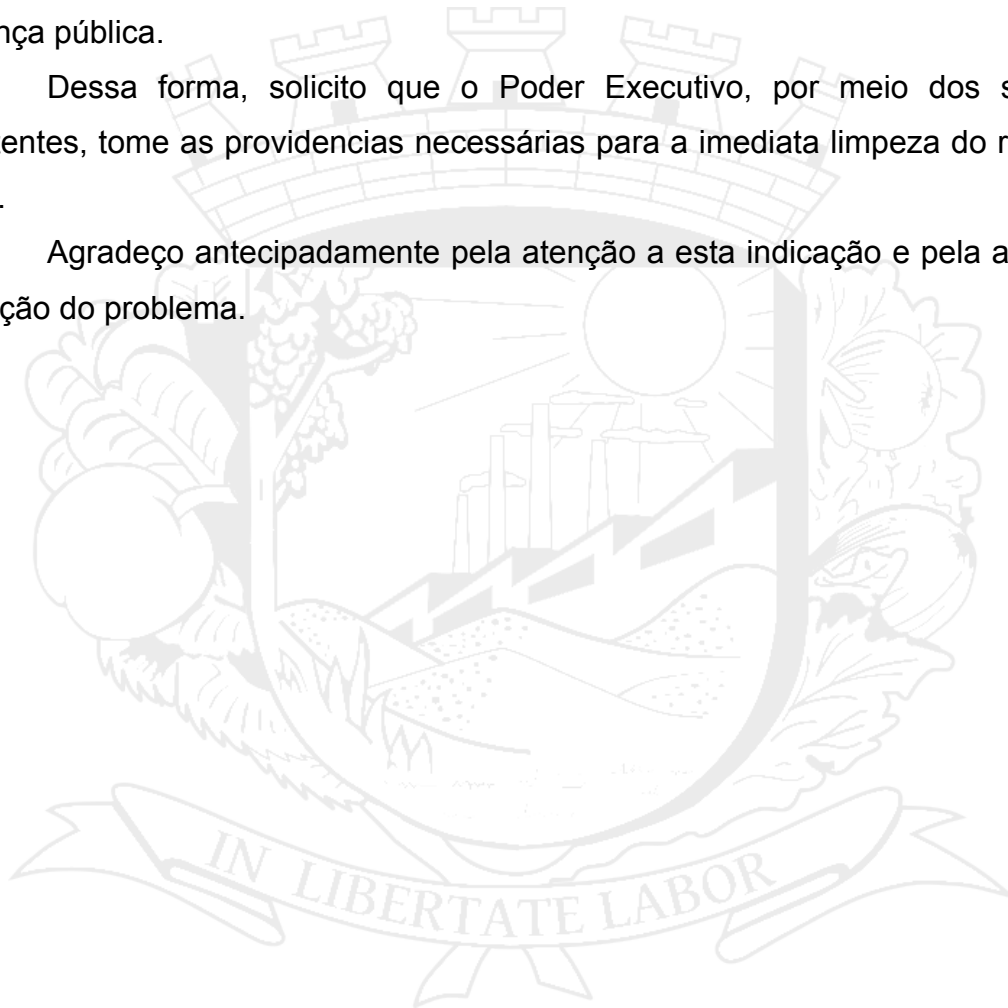 nça pública.
Dessa forma, solicito que o Poder Executivo, por meio dos s
tentes, tome as providencias necessárias para a imediata limpeza do
.
Agradeço antecipadamente pela atenção a esta indicação e pela a
ção do problema.
IN LIBERTATE LABOR